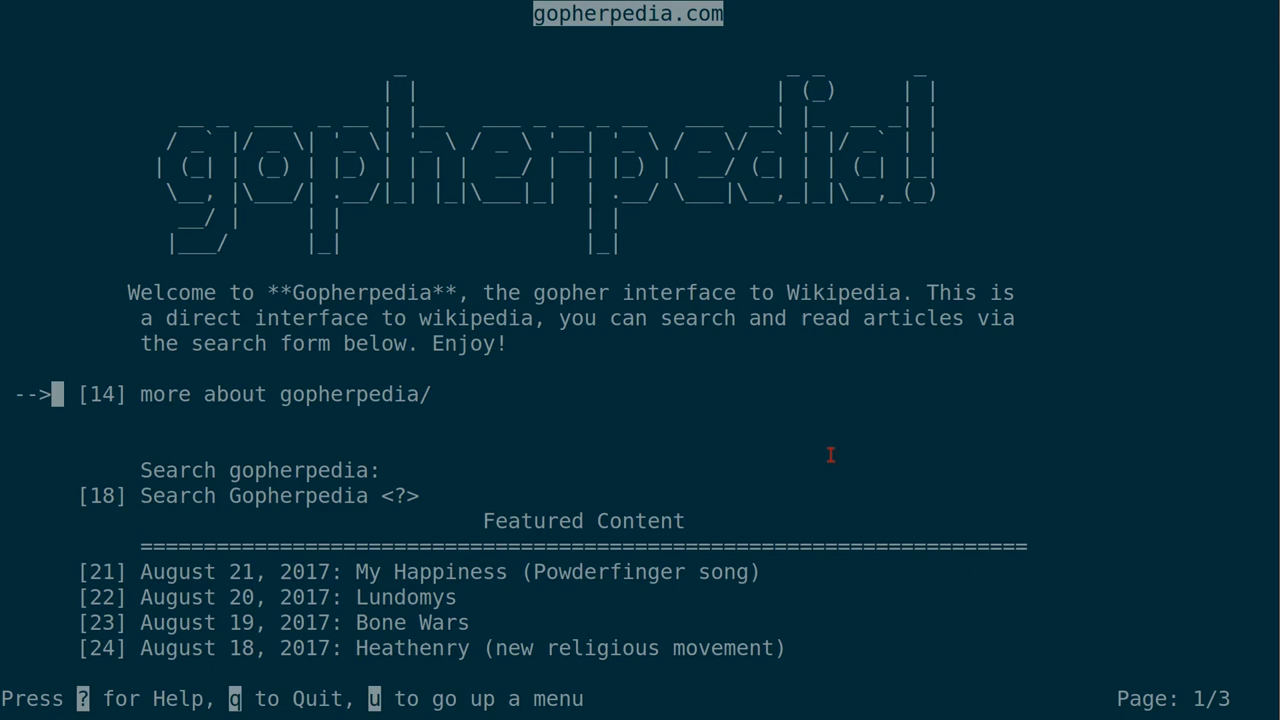 gopherpedia.com
gopherpedia!
Welcome to **Gopherpedia**, the gopher interface to Wikipedia. This is
a direct interface to wikipedia, you can search and read articles via
the search form below. Enjoy!
--> [14] more about gopherpedia/
Search gopherpedia:
[18] Search Gopherpedia <?>
Featured Content
======================================================================
[21] August 21, 2017: My Happiness (Powderfinger song)
[22] August 20, 2017: Lundomys
[23] August 19, 2017: Bone Wars
[24] August 18, 2017: Heathenry (new religious movement)
Press ? for Help, q to Quit, u to go up a menu Page: 1/3